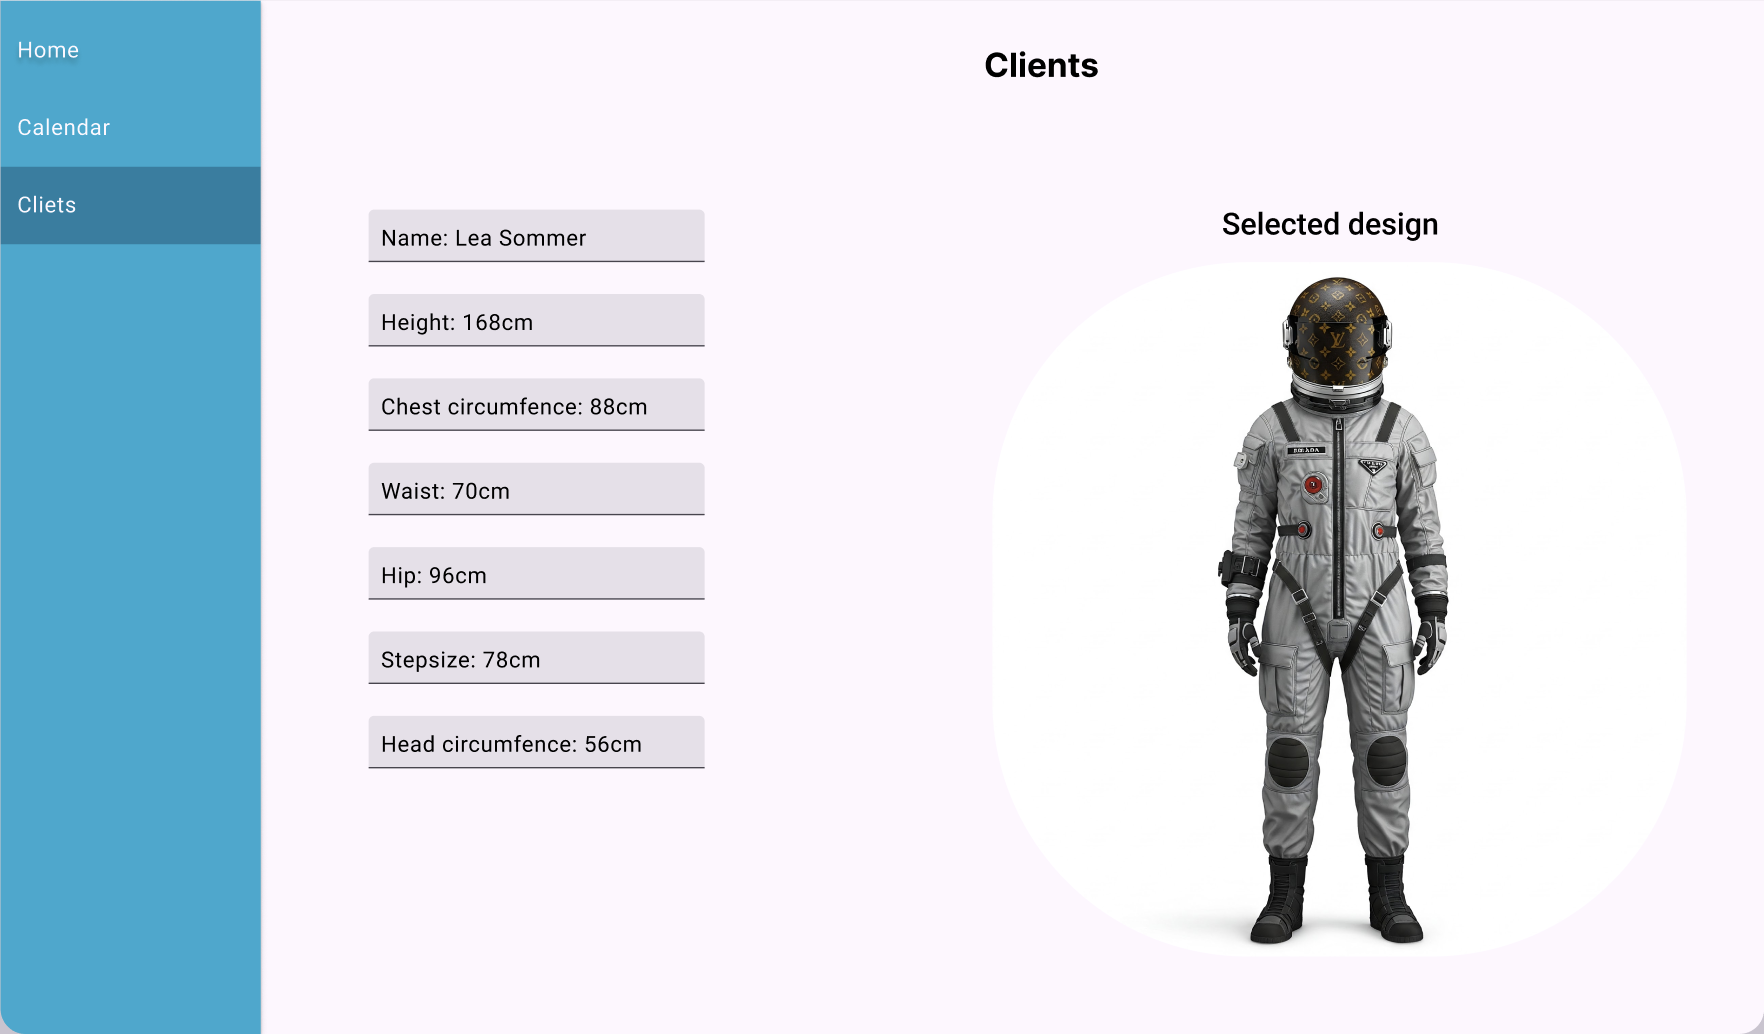 Home
Calendar
Cliets
Clients
Name: Lea Sommer
Height: 168cm
Chest circumfence: 88cm
Waist: 70cm
Hip: 96cm
Stepsize: 78cm
Head circumfence: 56cm
Selected design
LV